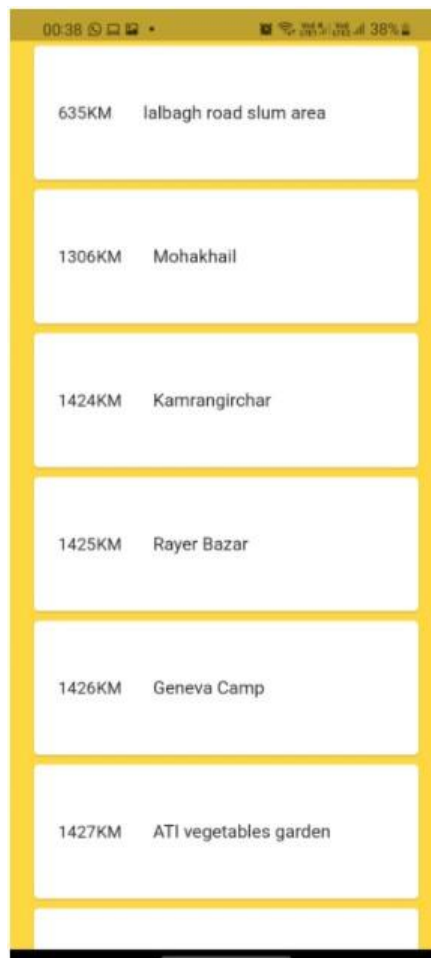 00:38 38%
635KM lalbagh road slum area
1306KM Mohakhail
1424KM Kamrangirchar
1425KM Rayer Bazar
1426KM Geneva Camp
1427KM ATI vegetables garden